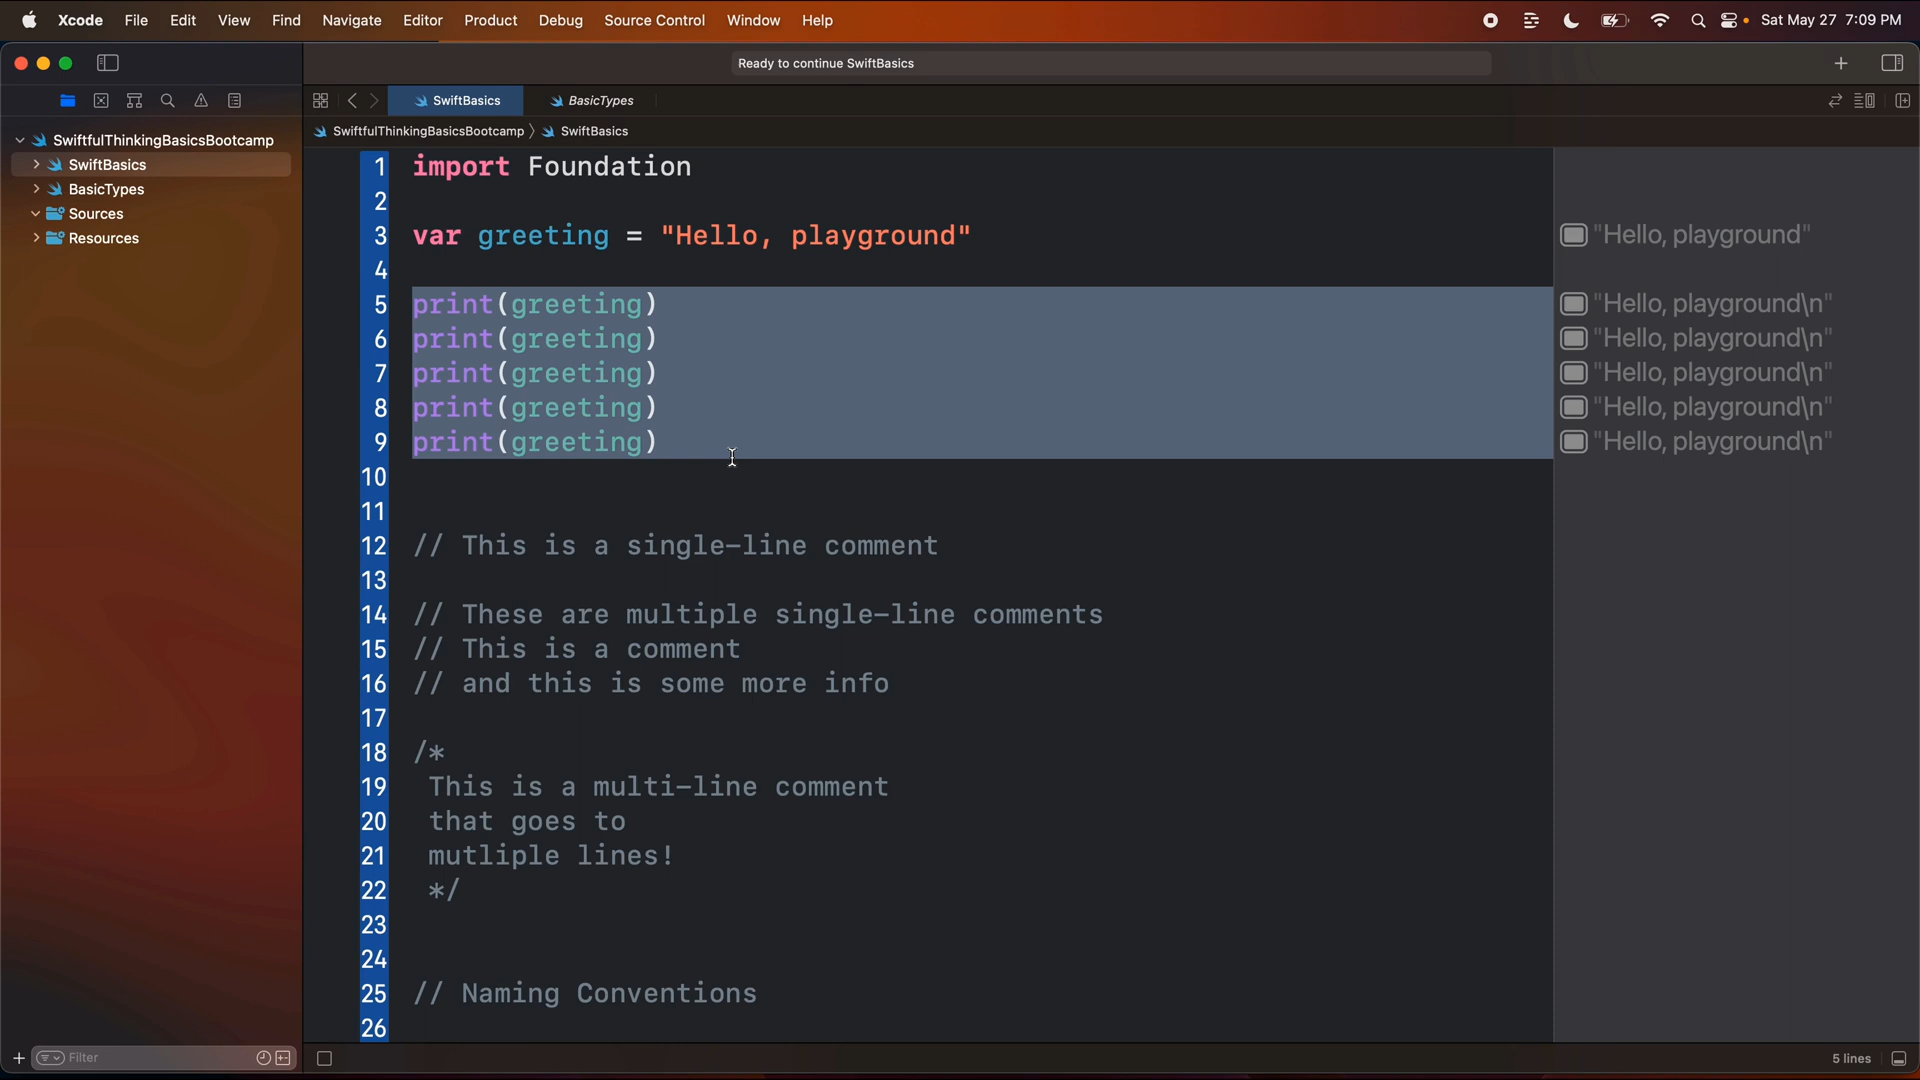 Xcode File Edit View Find Navigate Editor Product Debug Source Control Window Help Sat May 27 7:09 PM
Ready to continue SwiftBasics
SwiftBasics BasicTypes
SwiftfulThinkingBasicsBootcamp SwiftBasics
SwiftfulThinkingBasicsBootcamp
SwiftBasics
BasicTypes
Sources
Resources
1 import Foundation
2
3 var greeting = "Hello, playground" "Hello, playground"
4
5 print(greeting) "Hello, playground\n"
6 print(greeting) "Hello, playground\n"
7 print(greeting) "Hello, playground\n"
8 print(greeting) "Hello, playground\n"
9 print(greeting) "Hello, playground\n"
10
11
12 // This is a single-line comment
13
14 // These are multiple single-line comments
15 // This is a comment
16 // and this is some more info
17
18 /*
19 This is a multi-line comment
20 that goes to
21 mutliple lines!
22 */
23
24
25 // Naming Conventions
26
Filter 5 lines